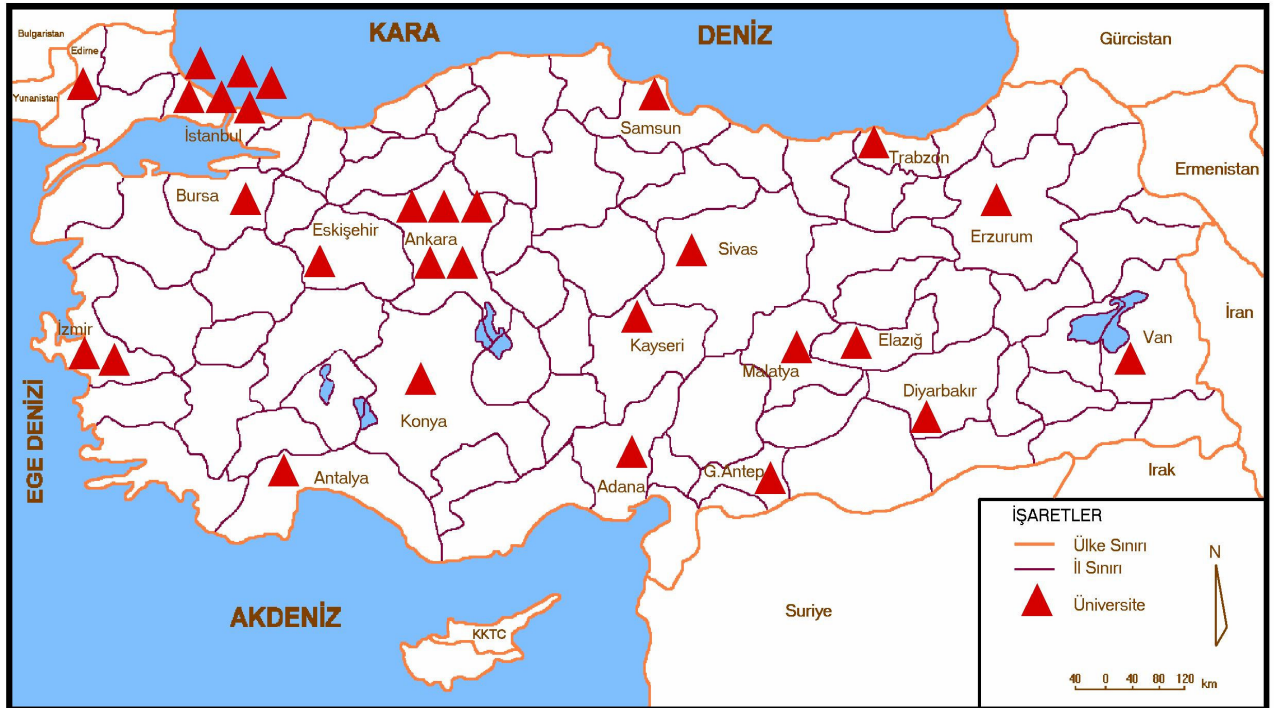 KARA
DENİZ
Bulgaristan
Gürcistan
Edirne
Yunanistan
İstanbul
Samsun
Trabzon
Ermenistan
Bursa
Eskişehir
Ankara
Sivas
Erzurum
İran
İzmir
Kayseri
Elazığ
Van
Malatya
Diyarbakır
Konya
EGE DENİZİ
Antalya
Adana
G.Antep
Irak
İŞARETLER
Ülke Sınırı
İl Sınırı
Üniversite
N
AKDENİZ
Suriye
KKTC
40 0 40 80 120 km